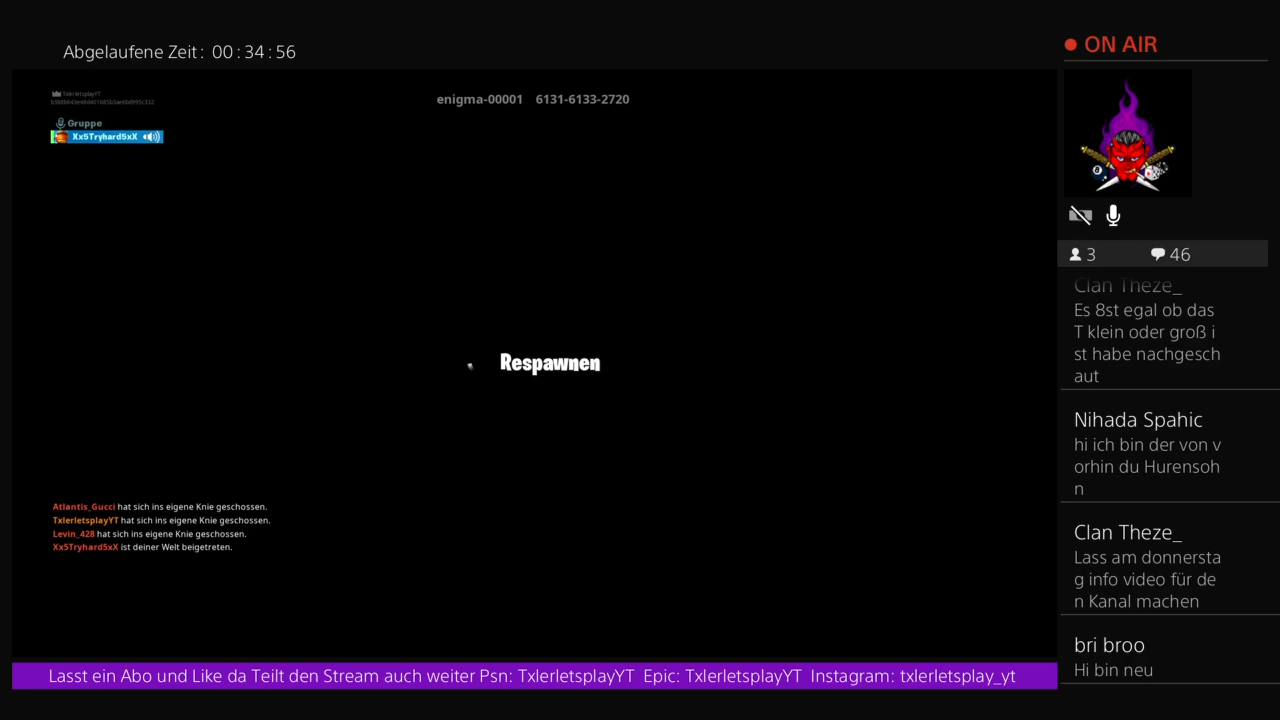 Abgelaufene Zeit: 00:34:56
ON AIR
TxlerletsplayYT
enigma-00001 6131-6133-2720
Gruppe
Xx5Tryhard5xX
3 46
Clan Theze_
Es 8st egal ob das
T klein oder groß i
st habe nachgesch
aut
Respawnen
Nihada Spahic
hi ich bin der von v
orhin du Hurensoh
n
Atlantis_Gucci hat sich ins eigene Knie geschossen.
TxlerletsplayYT hat sich ins eigene Knie geschossen.
Levin_428 hat sich ins eigene Knie geschossen.
Xx5Tryhard5xX ist deiner Welt beigetreten.
Clan Theze_
Lass am donnersta
g info video für de
n Kanal machen
bri broo
Hi bin neu
Lasst ein Abo und Like da Teilt den Stream auch weiter Psn: TxlerletsplayYT Epic: TxlerletsplayYT Instagram: txlerletsplay_yt